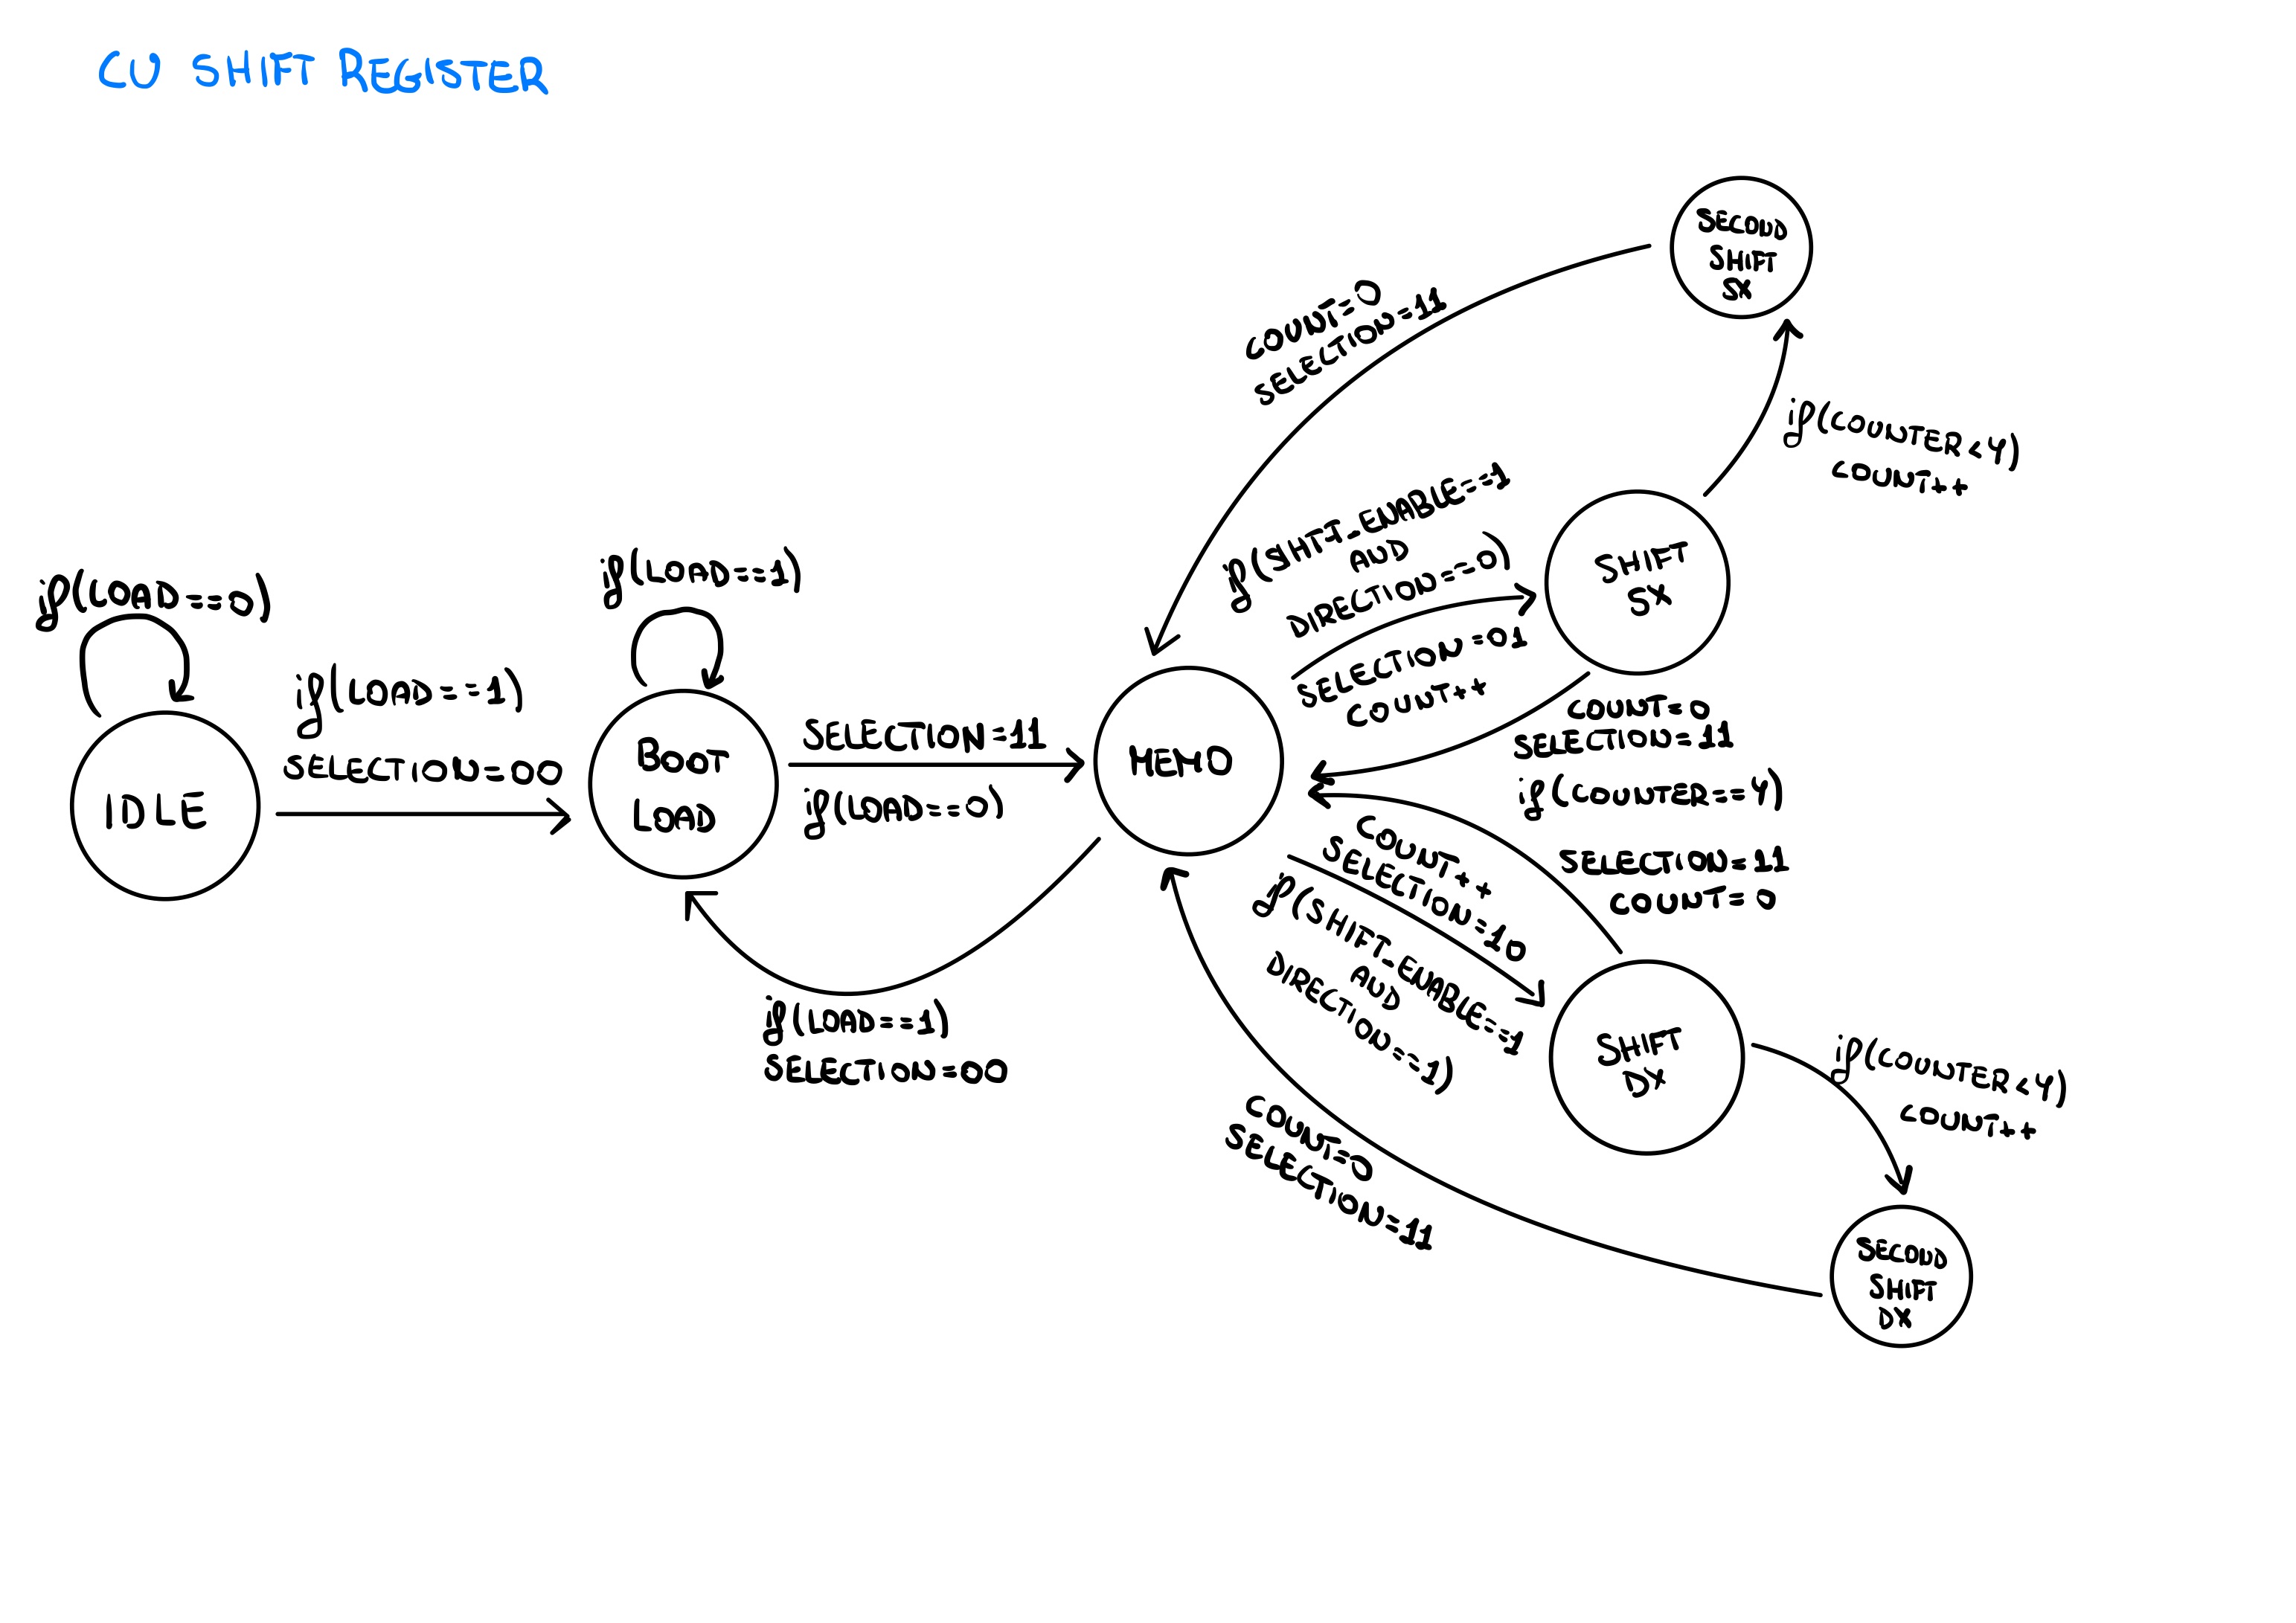 CU SHIFT REGISTER
if(LOAD==0)
IDLE
if(LOAD==1)
SELECTION=00
if(LOAD==1)
BOOT
LOAD
SELECTION=11
if(LOAD==0)
if(LOAD==1)
SELECTION=00
MEMO
COUNT=0
SELECTION=11
SECOND
SHIFT
SX
if(COUNTER<4)
COUNT++
if(SHIFT_ENABLE==1
AND
DIRECTION==0)
SELECTION=01
COUNT++
SHIFT
SX
COUNT=0
SELECTION=11
if(COUNTER==4)
SELECTION=11
COUNT=0
COUNT++
SELECTION=10
if(SHIFT_ENABLE==1
AND
DIRECTION==1)
SHIFT
DX
if(COUNTER<4)
COUNT++
COUNT=0
SELECTION=11
SECOND
SHIFT
DX